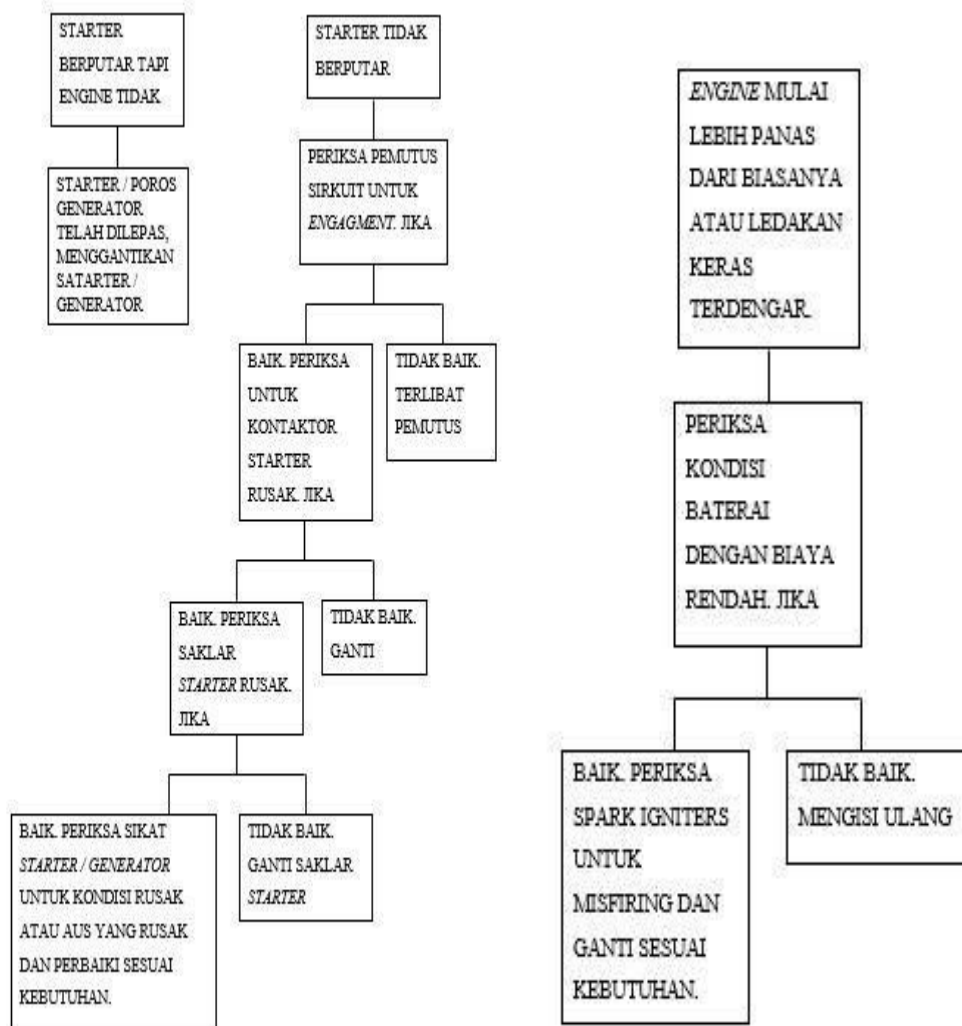 STARTER
BERPUTAR TAPI
ENGINE TIDAK
STARTER / POROS
GENERATOR
TELAH DILEPAS,
MENGGANTIKAN
SATARTER /
GENERATOR
STARTER TIDAK
BERPUTAR
PERIKSA PEMUTUS
SIRKUIT UNTUK
ENGAGMENT. JIKA
BAIK. PERIKSA
UNTUK
KONTAKTOR
STARTER
RUSAK. JIKA
TIDAK BAIK.
TERLIBAT
PEMUTUS
BAIK. PERIKSA
SAKLAR
STARTER RUSAK.
JIKA
TIDAK BAIK.
GANTI
BAIK. PERIKSA SIKAT
STARTER / GENERATOR
UNTUK KONDISI RUSAK
ATAU AUS YANG RUSAK
DAN PERBAIKI SESUAI
KEBUTUHAN.
TIDAK BAIK.
GANTI SAKLAR
STARTER
ENGINE MULAI
LEBIH PANAS
DARI BIASANYA
ATAU LEDAKAN
KERAS
TERDENGAR.
PERIKSA
KONDISI
BATERAI
DENGAN BIAYA
RENDAH. JIKA
BAIK. PERIKSA
SPARK IGNITERS
UNTUK
MISFIRING DAN
GANTI SESUAI
KEBUTUHAN.
TIDAK BAIK.
MENGISI ULANG